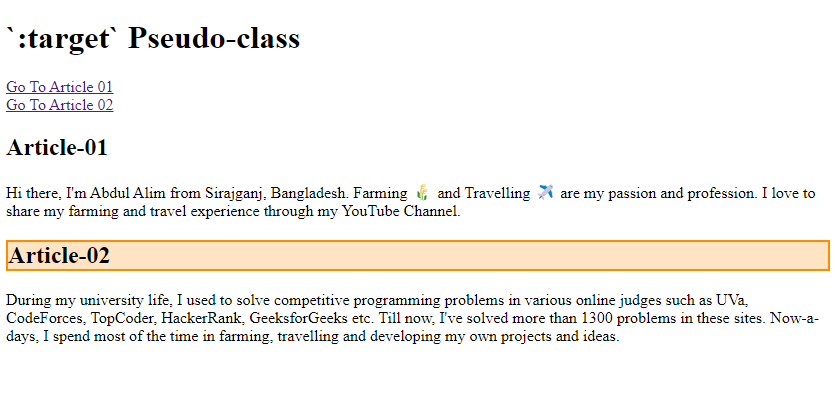 `:target` Pseudo-class
Go To Article 01
Go To Article 02
Article-01
Hi there, I'm Abdul Alim from Sirajganj, Bangladesh. Farming 🌾 and Travelling ✈️ are my passion and profession. I love to
share my farming and travel experience through my YouTube Channel.
Article-02
During my university life, I used to solve competitive programming problems in various online judges such as UVa,
CodeForces, TopCoder, HackerRank, GeeksforGeeks etc. Till now, I've solved more than 1300 problems in these sites. Now-a-
days, I spend most of the time in farming, travelling and developing my own projects and ideas.